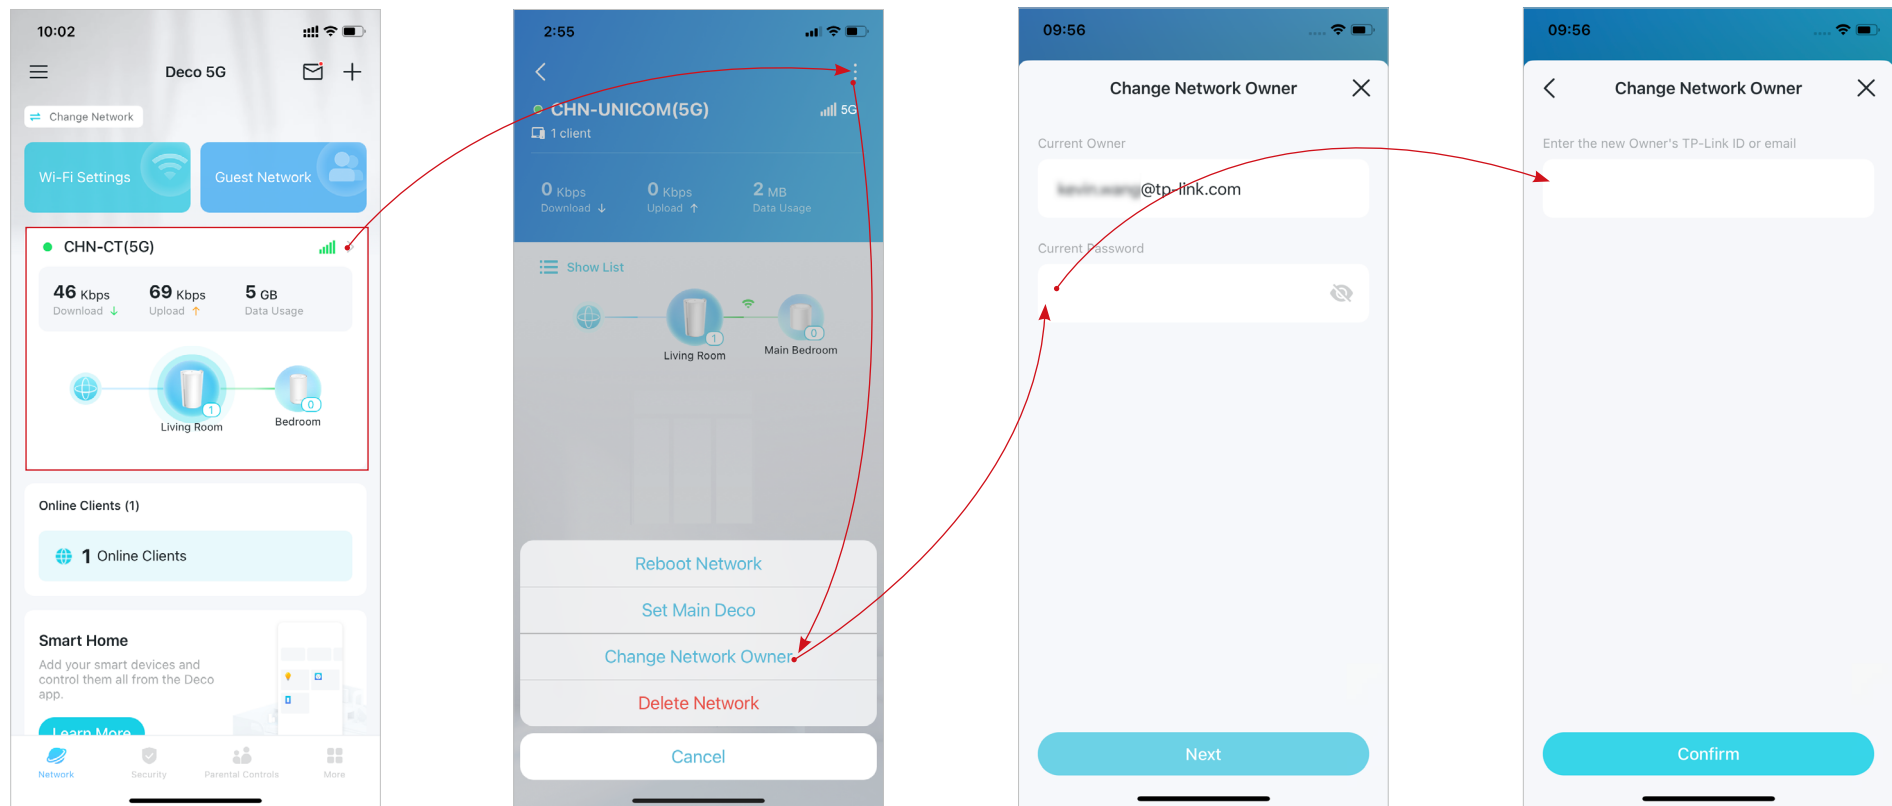 10:02
Deco 5G
Change Network
Wi-Fi Settings
Guest Network
CHN-CT(5G)
46 Kbps
69 Kbps
5 GB
Download ↓
Upload ↑
Data Usage
1
0
Living Room
Bedroom
Online Clients (1)
1 Online Clients
Smart Home
Add your smart devices and
control them all from the Deco
app.
Learn More
Network
Security
Parental Controls
More
2:55
CHN-UNICOM(5G)
5G
1 client
0 Kbps
0 Kbps
2 MB
Download ↓
Upload ↑
Data Usage
Show List
1
0
Living Room
Main Bedroom
Reboot Network
Set Main Deco
Change Network Owner
Delete Network
Cancel
09:56
Change Network Owner
Current Owner
@tp-link.com
Current Password
Next
09:56
Change Network Owner
Enter the new Owner's TP-Link ID or email
Confirm